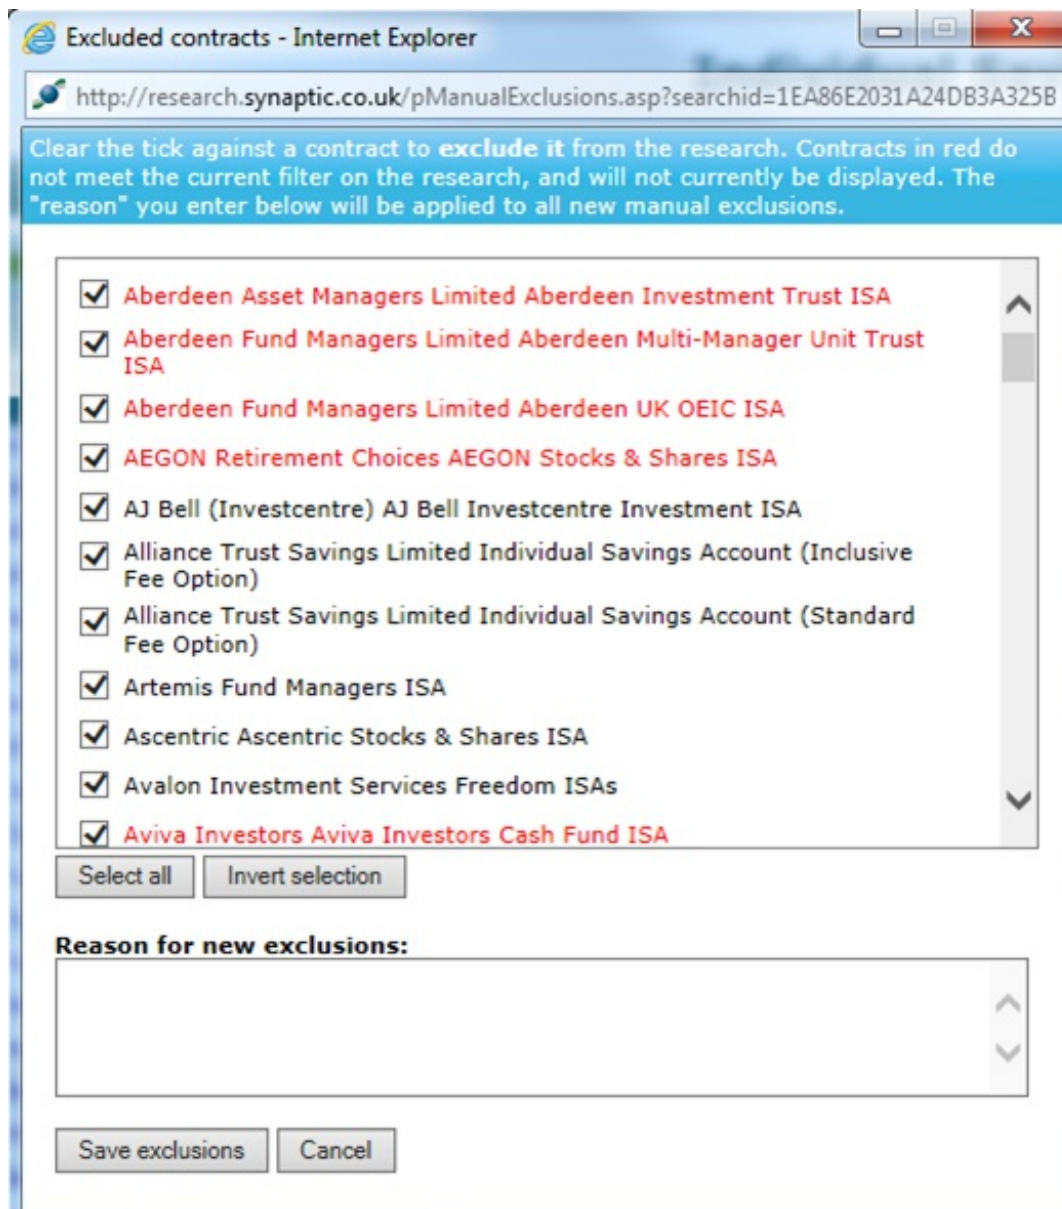 Excluded contracts - Internet Explorer
http://research.synaptic.co.uk/pManualExclusions.asp?searchid=1EA86E2031A24DB3A325B
Clear the tick against a contract to exclude it from the research. Contracts in red do
not meet the current filter on the research, and will not currently be displayed. The
"reason" you enter below will be applied to all new manual exclusions.
Aberdeen Asset Managers Limited Aberdeen Investment Trust ISA
Aberdeen Fund Managers Limited Aberdeen Multi-Manager Unit Trust
ISA
Aberdeen Fund Managers Limited Aberdeen UK OEIC ISA
AEGON Retirement Choices AEGON Stocks & Shares ISA
AJ Bell (Investcentre) AJ Bell Investcentre Investment ISA
Alliance Trust Savings Limited Individual Savings Account (Inclusive
Fee Option)
Alliance Trust Savings Limited Individual Savings Account (Standard
Fee Option)
Artemis Fund Managers ISA
Ascentric Ascentric Stocks & Shares ISA
Avalon Investment Services Freedom ISAs
Aviva Investors Aviva Investors Cash Fund ISA
Select all
Invert selection
Reason for new exclusions:
Save exclusions
Cancel